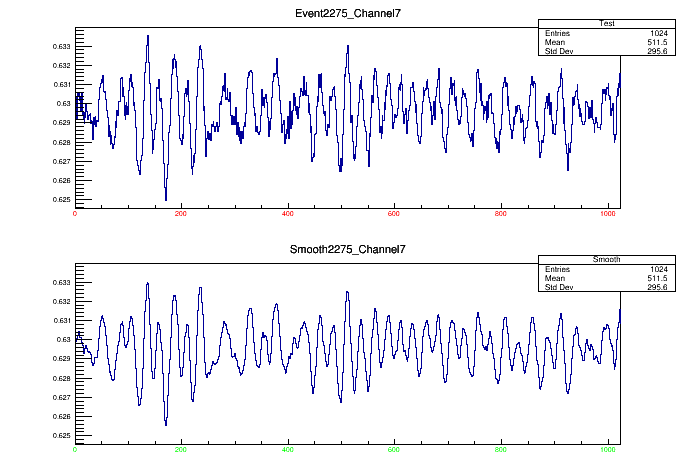 Event2275_Channel7
Test
Entries 1024
Mean 511.5
Std Dev 295.6
0.633
0.632
0.631
0.63
0.629
0.628
0.627
0.626
0.625
0 200 400 600 800 1000
Smooth2275_Channel7
Smooth
Entries 1024
Mean 511.5
Std Dev 295.6
0.633
0.632
0.631
0.63
0.629
0.628
0.627
0.626
0.625
0 200 400 600 800 1000